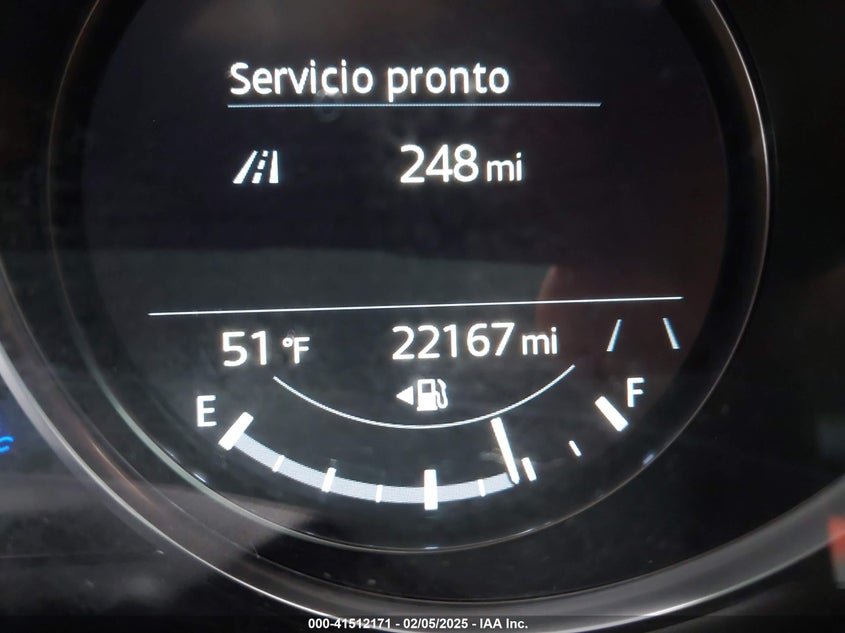 Servicio pronto
248 mi
51 °F 22167 mi
E F
000-41512171 - 02/05/2025 - IAA Inc.